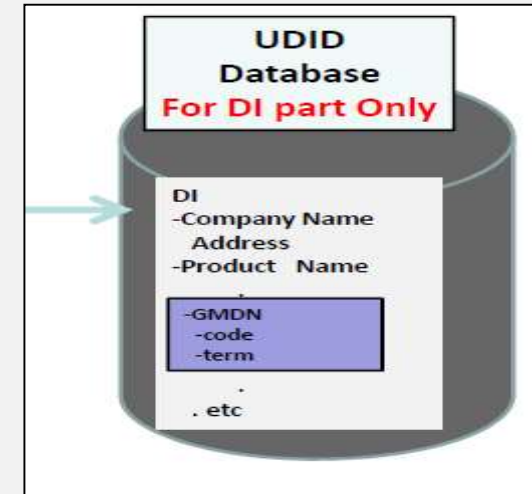 UDID
Database
For DI part Only
DI
-Company Name
Address
-Product Name
.
-GMDN
-code
-term
.
. etc